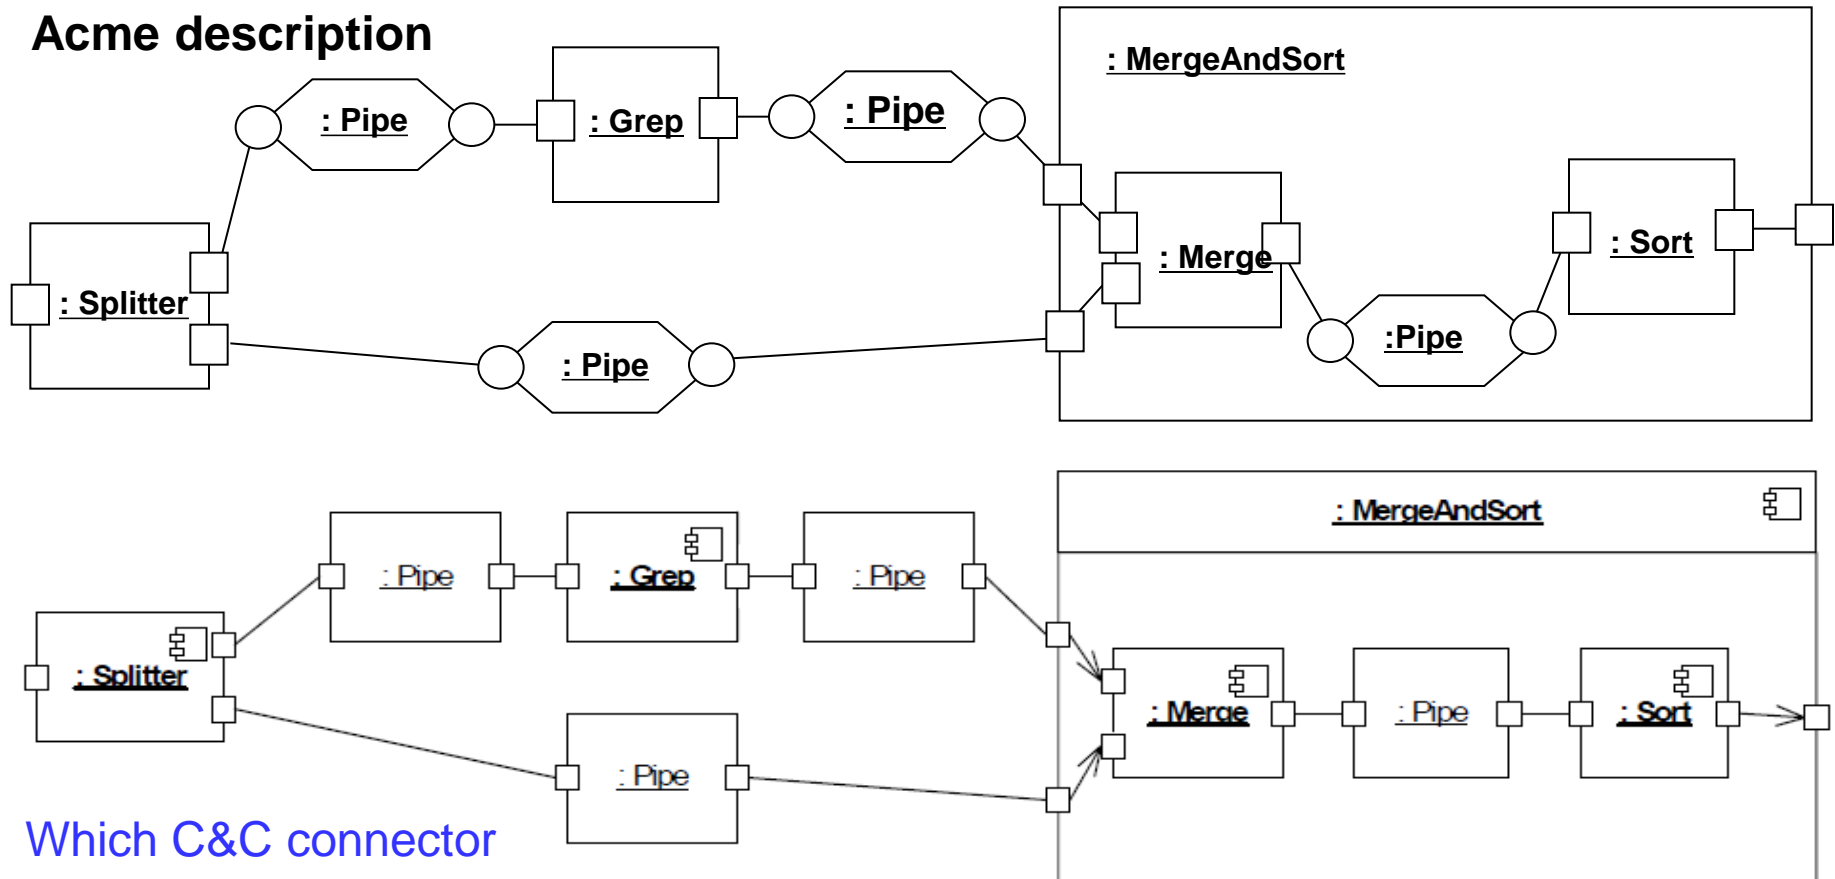 Acme description
: MergeAndSort
: Pipe
: Grep
: Pipe
: Merge
: Sort
: Splitter
: Pipe
:Pipe
: MergeAndSort
: Pipe
: Grep
: Pipe
: Splitter
: Merge
: Pipe
: Sort
: Pipe
Which C&C connector